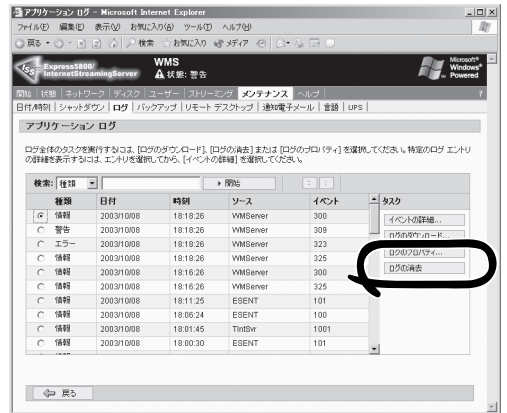 アプリケーション ログ - Microsoft Internet Explorer
ファイル(F) 編集(E) 表示(V) お気に入り(A) ツール(T) ヘルプ(H)
戻る 検索 お気に入り メディア
Express5800/
InternetStreamingServer
WMS
状態: 警告
Microsoft
Windows
Powered
開始 状態 ネットワーク ディスク ユーザー ストリーミング メンテナンス ヘルプ ?
日付/時刻 | シャットダウン | ログ | バックアップ | リモート デスクトップ | 通知電子メール | 言語 | UPS |
アプリケーション ログ
ログ全体のタスクを実行するには、[ログのダウンロード]、[ログの消去] または [ログのプロパティ] を選択してください。特定のログ エントリ
の詳細を表示するには、エントリを選択してから、[イベントの詳細] を選択してください。
検索: 種類 開始
種類 日付 時刻 ソース イベント タスク
情報 2003/10/08 18:18:26 WMServer 300
警告 2003/10/08 18:18:26 WMServer 309
エラー 2003/10/08 18:18:26 WMServer 323
情報 2003/10/08 18:18:26 WMServer 325
情報 2003/10/08 18:16:26 WMServer 300
情報 2003/10/08 18:16:26 WMServer 325
情報 2003/10/08 18:11:25 ESENT 101
情報 2003/10/08 18:06:24 ESENT 100
情報 2003/10/08 18:01:45 TlntSvr 1001
情報 2003/10/08 18:00:30 ESENT 101
イベントの詳細...
ログのダウンロード...
ログのプロパティ...
ログの消去
戻る